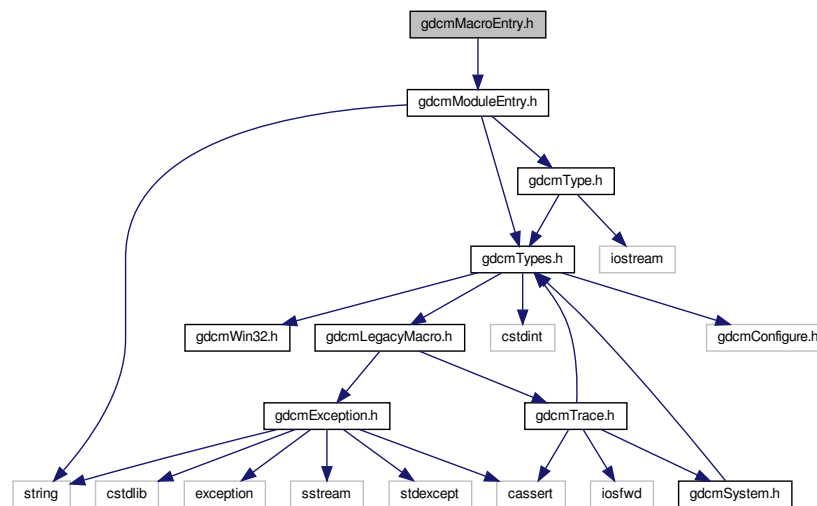 gdcmMacroEntry.h
gdcmModuleEntry.h
gdcmType.h
gdcmTypes.h
iostream
gdcmWin32.h
gdcmLegacyMacro.h
cstdint
gdcmConfigure.h
gdcmException.h
gdcmTrace.h
string
cstdlib
exception
sstream
stdexcept
cassert
iosfwd
gdcmSystem.h